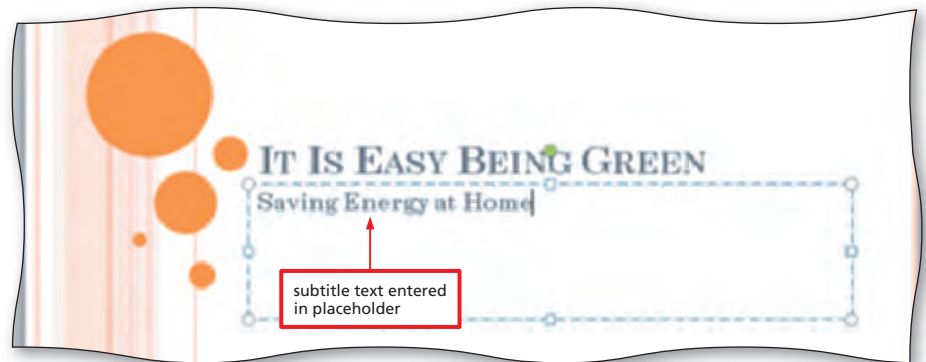 It Is Easy Being Green
Saving Energy at Home
subtitle text entered
in placeholder